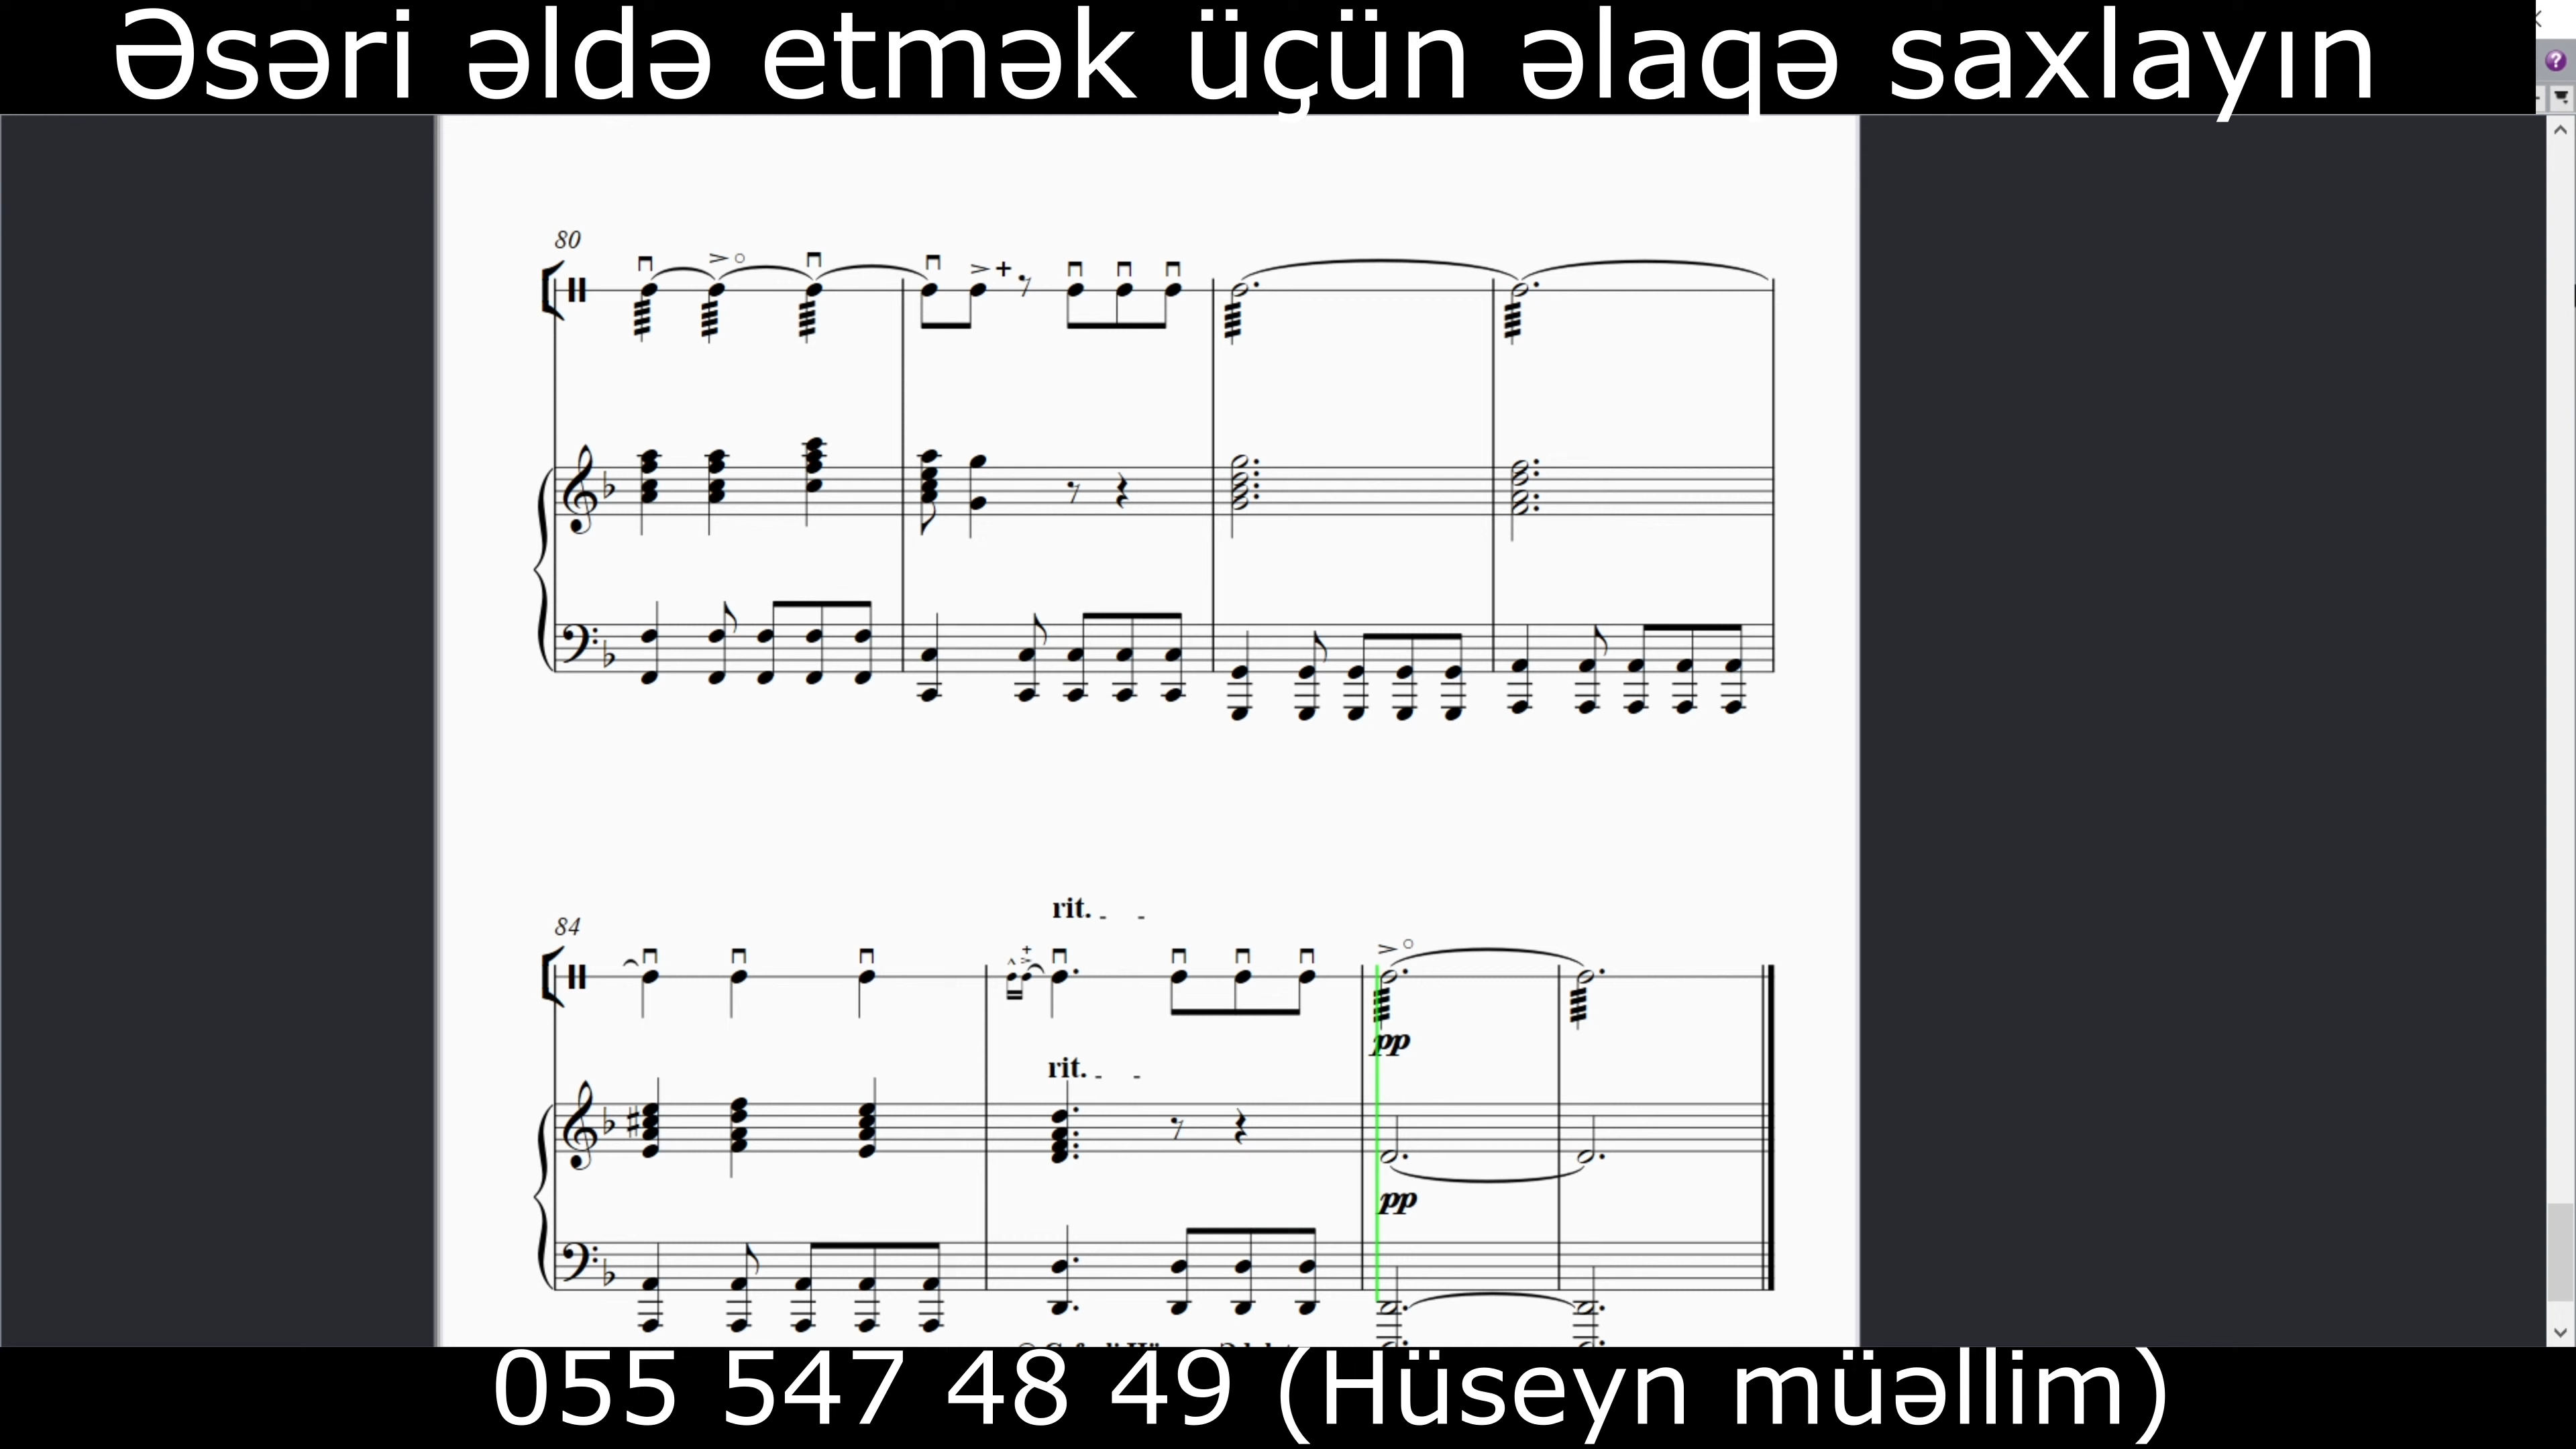 Əsəri əldə etmək üçün əlaqə saxlayın
80
84
rit.
rit.
pp
pp
055 547 48 49 (Hüseyn müəllim)